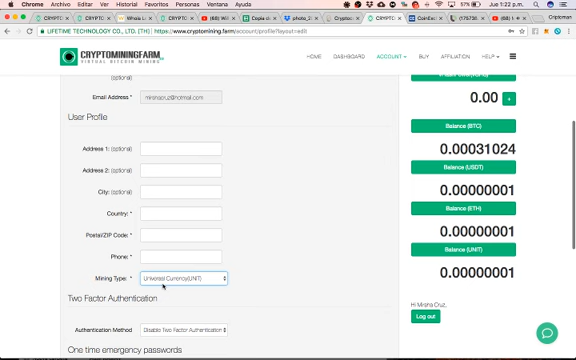 Chrome Archivo Editar Ver Historial Favoritos Personas Ventana Ayuda
57% Jue 1:22 p.m.
LIFETIME TECHNOLOGY CO., LTD. [TH] https://www.cryptomining.farm/account/profile?layout=edit
Criptoman
CRYPTOMININGFARM
VIRTUAL BITCOIN MINING
HOME DASHBOARD ACCOUNT BUY AFFILIATION HELP
(optional)
Email Address *
0.00 +
User Profile
Balance (BTC)
Address 1: (optional)
0.00031024
Address 2: (optional)
Balance (USDT)
City: (optional)
0.00000001
Country: *
Balance (ETH)
Postal/ZIP Code: *
0.00000001
Phone: *
Balance (UNIT)
Mining Type: * Universal Currency(UNIT)
0.00000001
Two Factor Authentication
Hi Mirena Cruz,
Log out
Authentication Method Disable Two Factor Authentication
One time emergency passwords